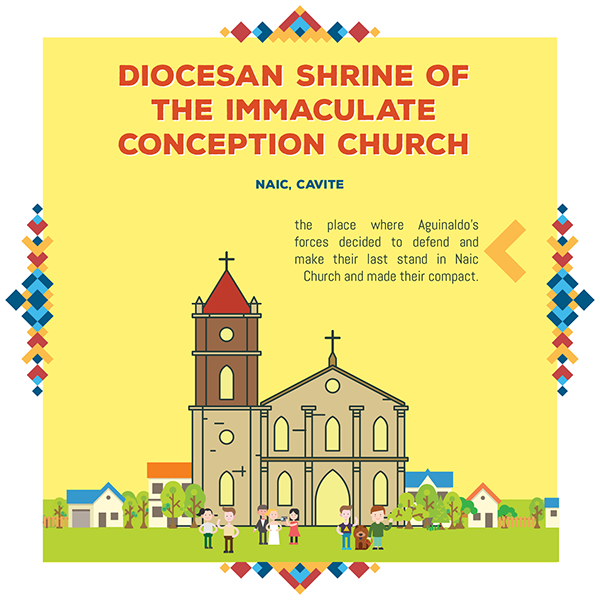 DIOCESAN SHRINE OF
THE IMMACULATE
CONCEPTION CHURCH
NAIC, CAVITE
the place where Aguinaldo's
forces decided to defend and
make their last stand in Naic
Church and made their compact.